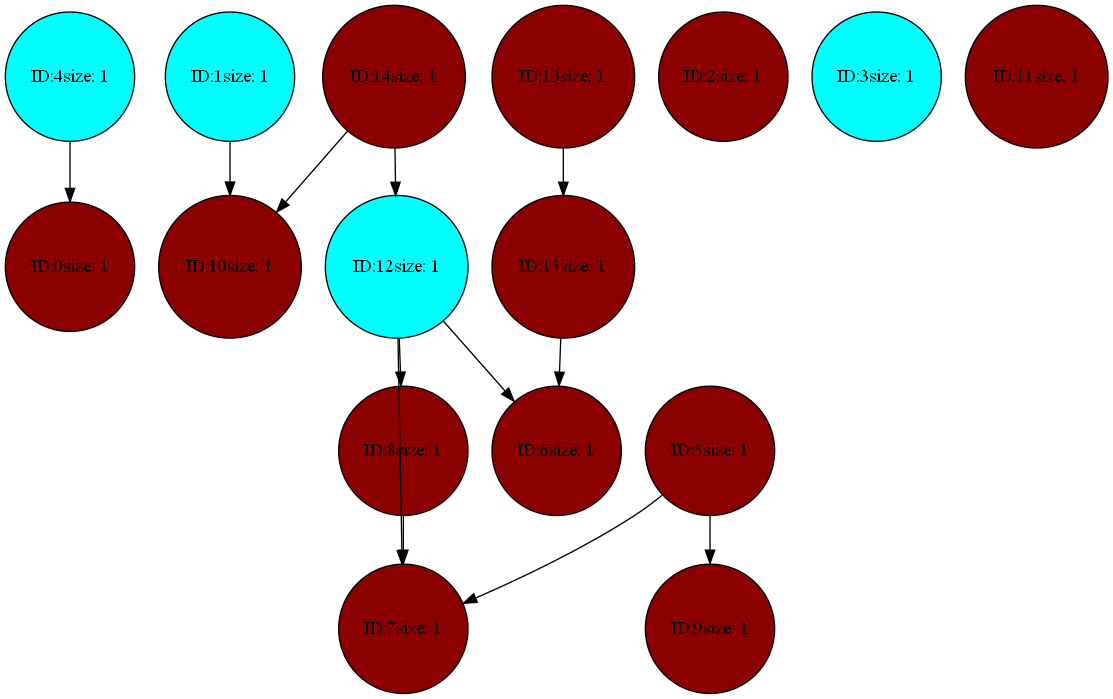 ID:4size: 1
ID:1size: 1
ID:14size: 1
ID:13size: 1
ID:2size: 1
ID:3size: 1
ID:11size: 1
ID:0size: 1
ID:10size: 1
ID:12size: 1
ID:15size: 1
ID:8size: 1
ID:6size: 1
ID:5size: 1
ID:7size: 1
ID:9size: 1